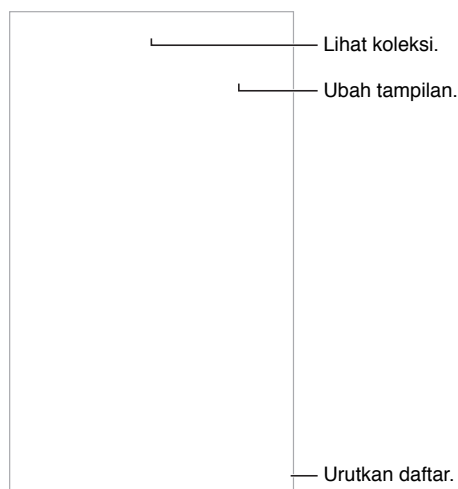 Lihat koleksi.
Ubah tampilan.
Urutkan daftar.